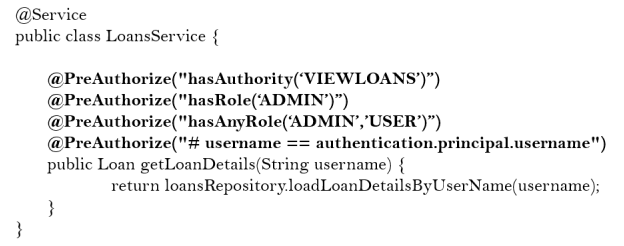 @Service
public class LoansService {
@PreAuthorize("hasAuthority(‘VIEWLOANS’)”)
@PreAuthorize("hasRole(‘ADMIN’)”)
@PreAuthorize("hasAnyRole(‘ADMIN’,’USER’)”)
@PreAuthorize("# username == authentication.principal.username")
public Loan getLoanDetails(String username) {
return loansRepository.loadLoanDetailsByUserName(username);
}
}